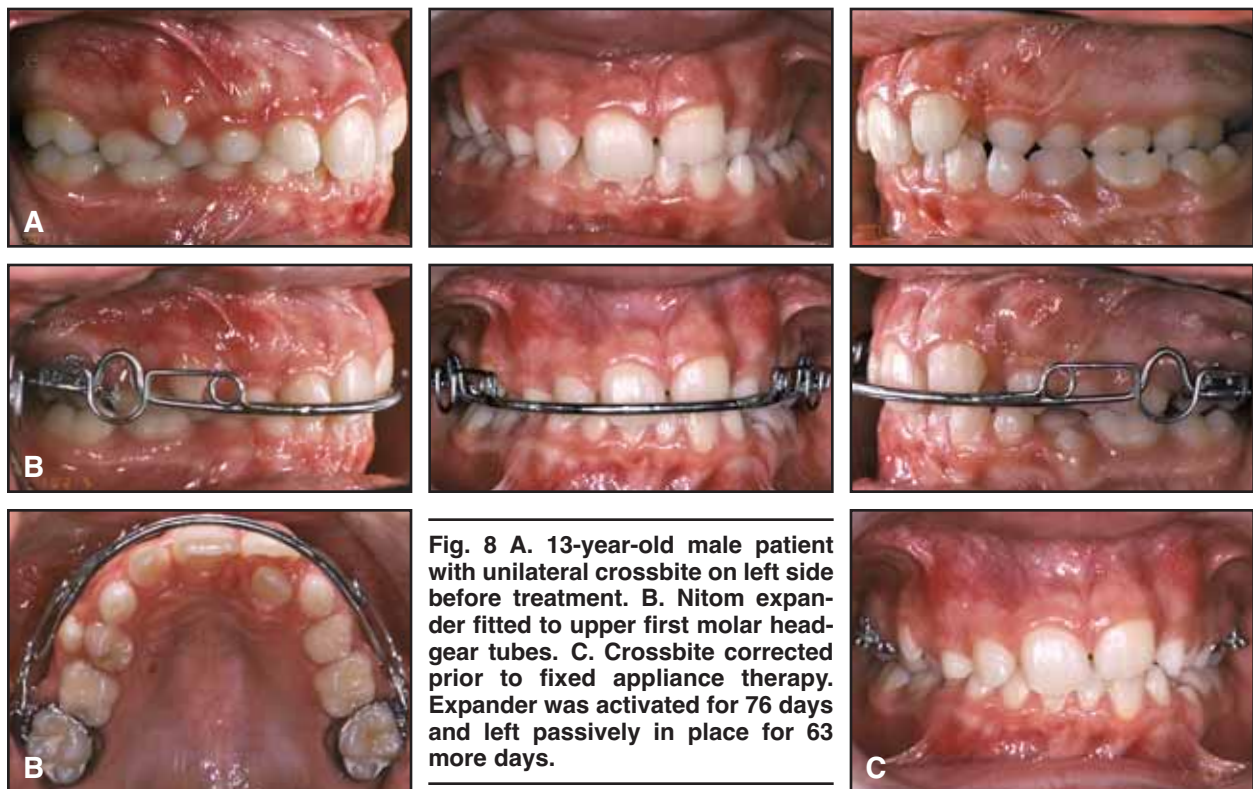 A
B
B
Fig. 8 A. 13-year-old male patient
with unilateral crossbite on left side
before treatment. B. Nitom expan-
der fitted to upper first molar head-
gear tubes. C. Crossbite corrected
prior to fixed appliance therapy.
Expander was activated for 76 days
and left passively in place for 63
more days.
C